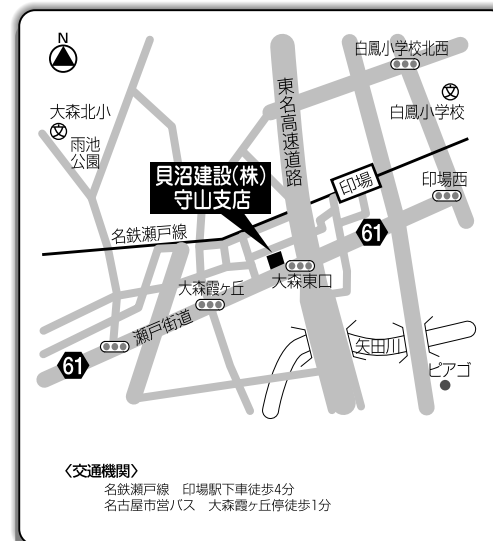 N
白鳳小学校北西
東名高速道路
大森北小
文
雨池
公園
文
白鳳小学校
貝沼建設(株)
守山支店
印場
印場西
名鉄瀬戸線
61
大森東口
大森霞ヶ丘
瀬戸街道
矢田川
61
ピアゴ
〈交通機関〉
名鉄瀬戸線 印場駅下車徒歩4分
名古屋市営バス 大森霞ヶ丘停徒歩1分